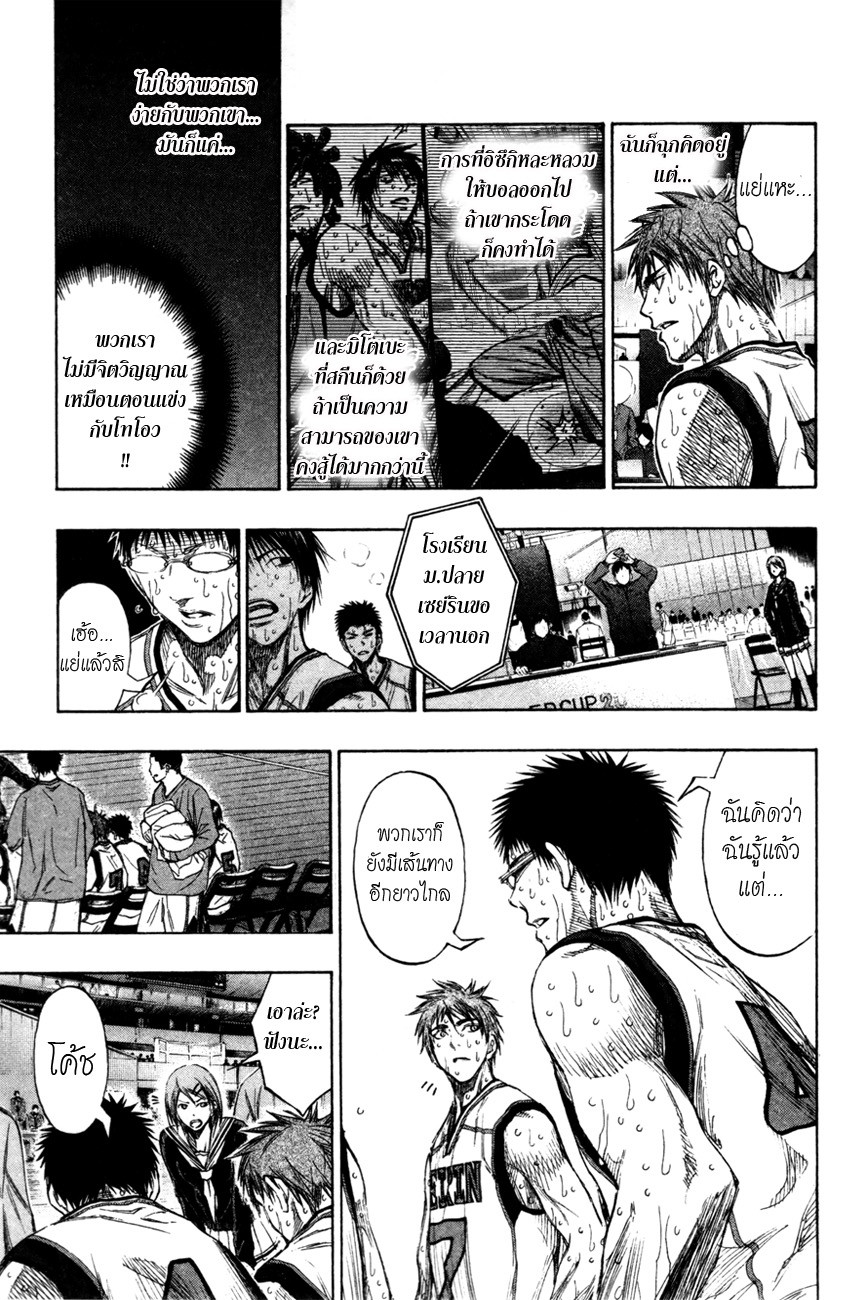 แย่แหะ...
ฉันก็ฉุกคิดอยู่
แต่...
การที่อิซึกิหละหลวม
ให้บอลออกไป
ถ้าเขากระโดด
ก็คงทำได้
และมิโตเบะ
ที่สกีนก็ด้วย
ถ้าเป็นความ
สามารถของเขา
คงสู้ได้มากกว่านี้
ไม่ใช่ว่าพวกเรา
ง่ายกับพวกเขา...
มันก็แค่...
พวกเรา
ไม่มีจิตวิญญาณ
เหมือนตอนแข่ง
กับโทโอว
!!
โรงเรียน
ม.ปลาย
เซย์รินขอ
เวลานอก
เฮ้อ...
แย่แล้วสิ
ฉันคิดว่า
ฉันรู้แล้ว
แต่...
พวกเราก็
ยังมีเส้นทาง
อีกยาวไกล
7
เอาล่ะ?
ฟังนะ...
โค้ช